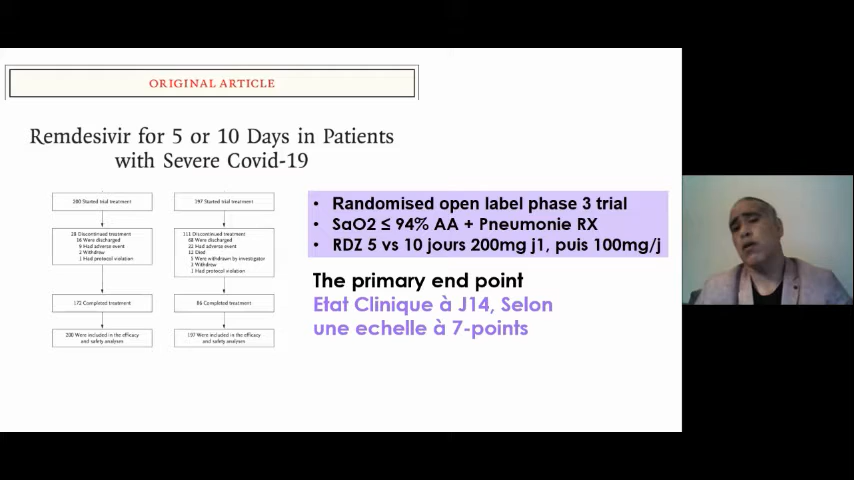 ORIGINAL ARTICLE
Remdesivir for 5 or 10 Days in Patients
with Severe Covid-19
200 Started trial treatment
197 Started trial treatment
28 Discontinued treatment
16 Were discharged
9 Had adverse event
2 Withdrew
1 Had protocol violation
111 Discontinued treatment
68 Were discharged
22 Had adverse event
12 Died
5 Were withdrawn by investigator
3 Withdrew
1 Had protocol violation
172 Completed treatment
86 Completed treatment
200 Were included in the efficacy
and safety analyses
197 Were included in the efficacy
and safety analyses
• Randomised open label phase 3 trial
• SaO2 ≤ 94% AA + Pneumonie RX
• RDZ 5 vs 10 jours 200mg j1, puis 100mg/j
The primary end point
Etat Clinique à J14, Selon
une echelle à 7-points